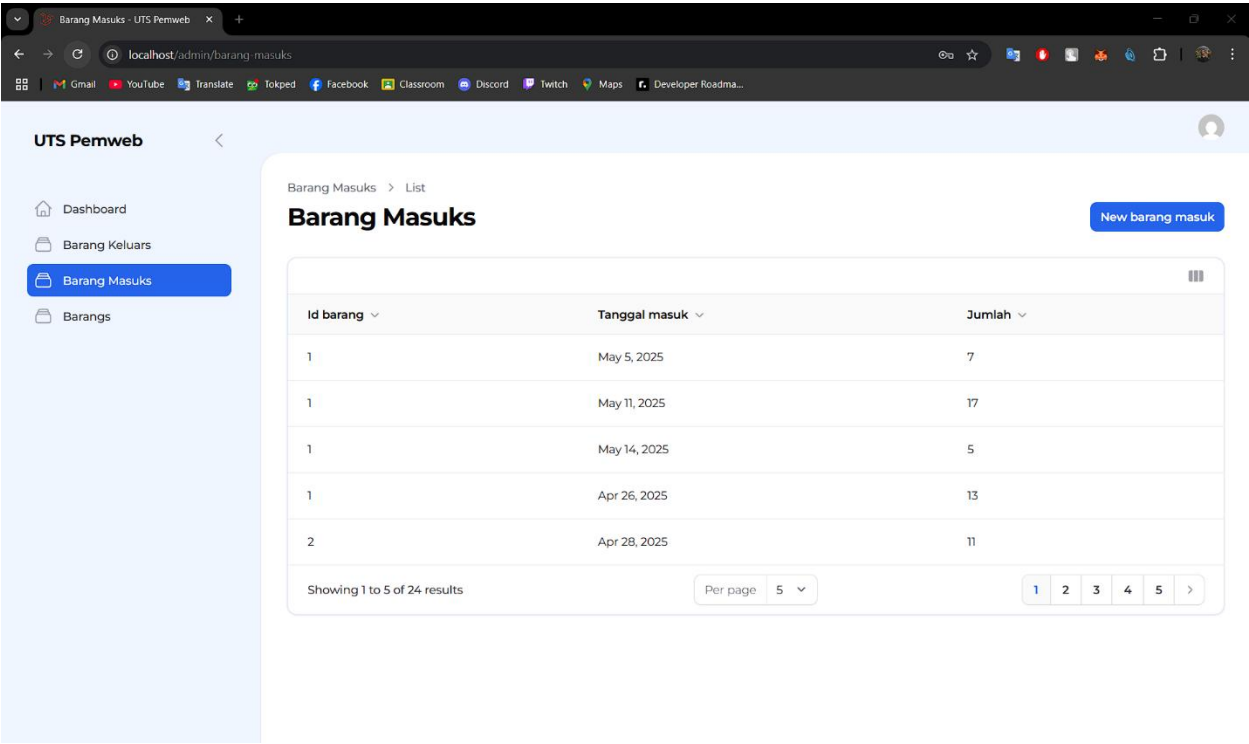 Barang Masuks - UTS Pemweb
localhost/admin/barang-masuks
Gmail YouTube Translate Tokped Facebook Classroom Discord Twitch Maps Developer Roadma...
UTS Pemweb
Dashboard
Barang Keluars
Barang Masuks
Barangs
Barang Masuks > List
Barang Masuks
New barang masuk
Id barang Tanggal masuk Jumlah
1 May 5, 2025 7
1 May 11, 2025 17
1 May 14, 2025 5
1 Apr 26, 2025 13
2 Apr 28, 2025 11
Showing 1 to 5 of 24 results Per page 5 1 2 3 4 5 >